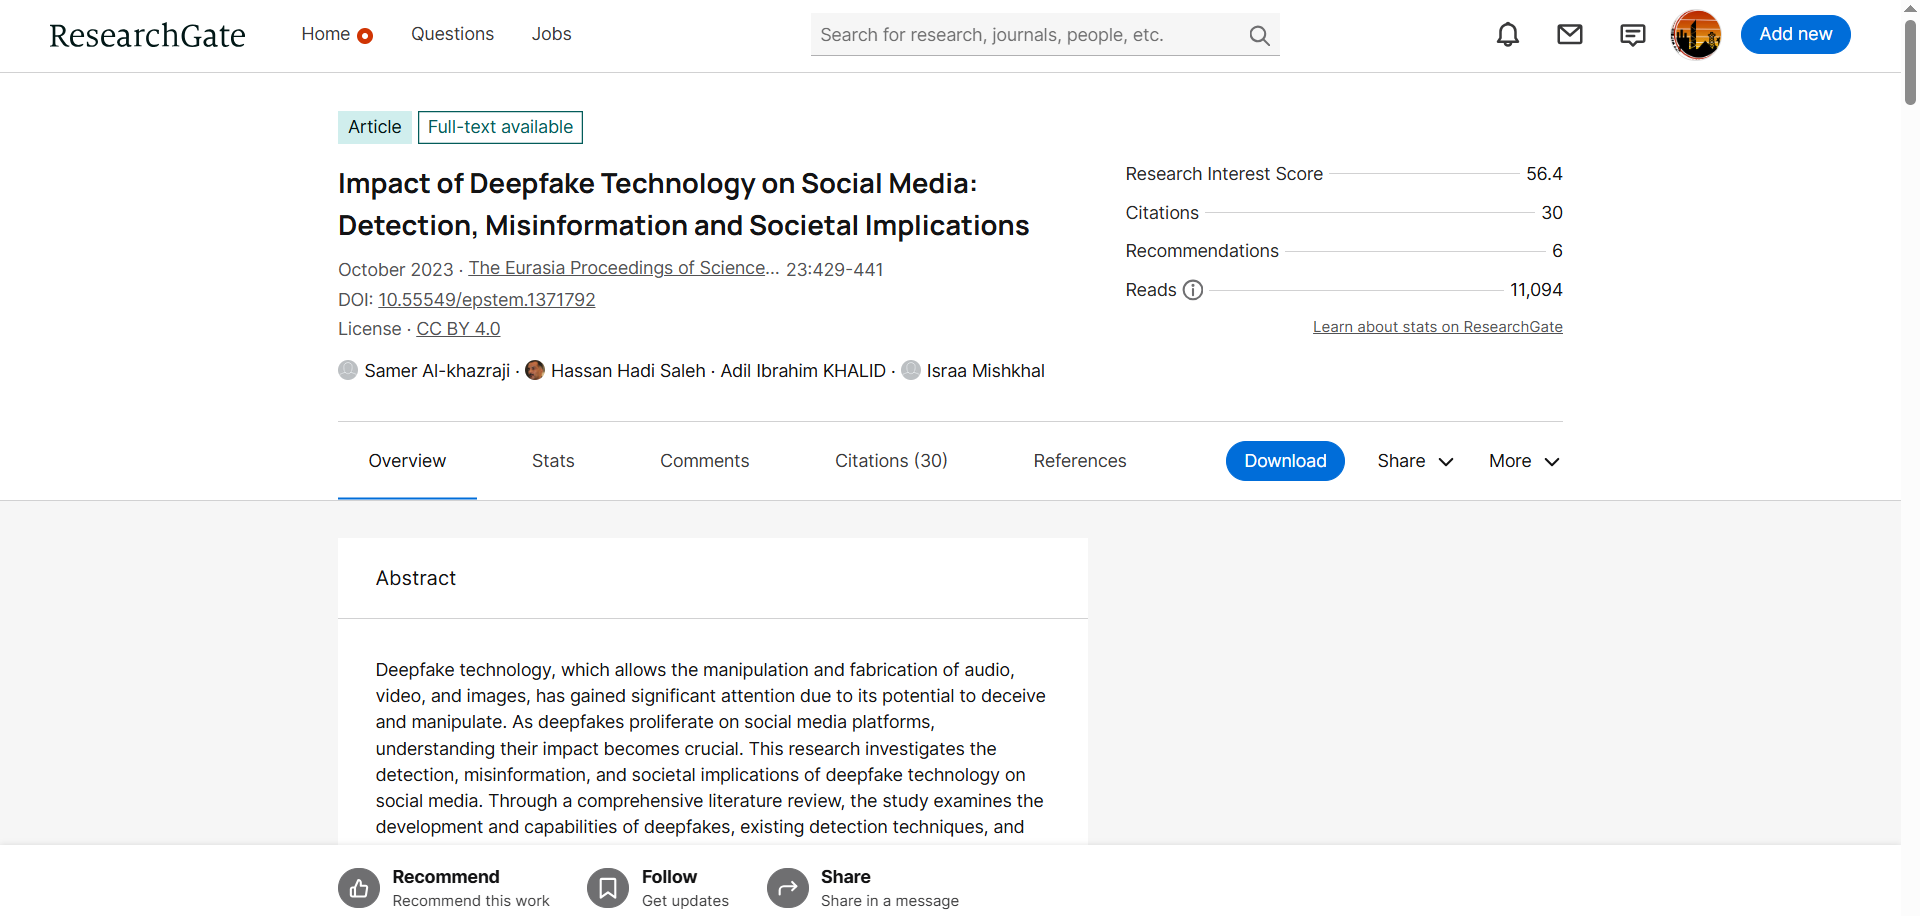 ResearchGate
Home
Questions
Jobs
Search for research, journals, people, etc.
Add new
Article
Full-text available
Impact of Deepfake Technology on Social Media:
Detection, Misinformation and Societal Implications
October 2023 · The Eurasia Proceedings of Science... 23:429-441
DOI: 10.55549/epstem.1371792
License · CC BY 4.0
Samer Al-khazraji · Hassan Hadi Saleh · Adil Ibrahim KHALID · Israa Mishkhal
Research Interest Score 56.4
Citations 30
Recommendations 6
Reads 11,094
Learn about stats on ResearchGate
Overview
Stats
Comments
Citations (30)
References
Download
Share
More
Abstract
Deepfake technology, which allows the manipulation and fabrication of audio,
video, and images, has gained significant attention due to its potential to deceive
and manipulate. As deepfakes proliferate on social media platforms,
understanding their impact becomes crucial. This research investigates the
detection, misinformation, and societal implications of deepfake technology on
social media. Through a comprehensive literature review, the study examines the
development and capabilities of deepfakes, existing detection techniques, and
Recommend
Recommend this work
Follow
Get updates
Share
Share in a message